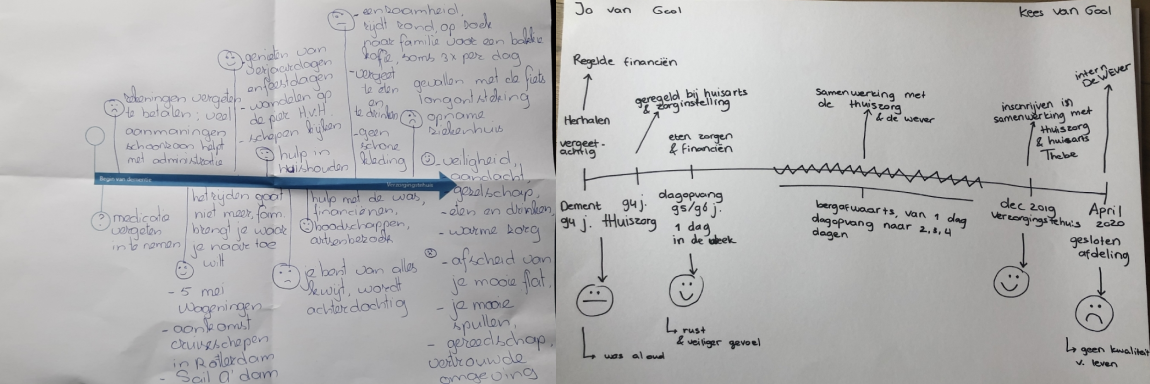 eenzaamheid,
rijdt rond, op zoek
naar familie voor een bakkie
koffie, soms 3x per dag
genieten van
verjaardagen
en feestdagen
- wandelen op
de pier H.v.H.
- schepen kijken
- vergeet
te eten
en
te drinken
- geen
schone
kleding
gevallen met de fiets
longontsteking
opname
ziekenhuis
rekeningen vergeten
te betalen; veel
aanmaningen
schoonzoon helpt
met administratie
hulp in
huishouden
veiligheid,
aandacht,
gezelschap,
- eten en drinken,
- warme zorg
Begin van dementie
Verzorgingstehuis
medicatie
vergeten
in te nemen
het rijden gaat
niet meer, fam.
brengt je waar
je naar toe
wilt
- 5 mei
Wageningen
- aankomst
cruiseschepen
in Rotterdam
- Sail A'dam
hulp met de was,
financiënen,
boodschappen,
artsenbezoek
je bent van alles
kwijt, wordt
achterdochtig
- afscheid van
je mooie flat,
- je mooie
spullen,
- gereedschap,
vertrouwde
omgeving
Jo van Gool
Kees van Gool
Regelde financiën
Herhalen
vergeet-
achtig
geregeld bij huisarts
& zorginstelling
eten zorgen
& financiën
samenwerking met
de thuiszorg
& de wever
inschrijven in
samenwerking met
thuiszorg
& huisarts
Thebe
intern
De Wever
Dement
94 j.
94 j.
thuiszorg
dagopvang
95/96 j.
1 dag
in de week
bergafwaarts, van 1 dag
dagopvang naar 2, 3, 4
dagen
dec 2019
verzorgingstehuis
April
2020
gesloten
afdeling
was al oud
rust
& veiliger gevoel
geen kwaliteit
v. leven